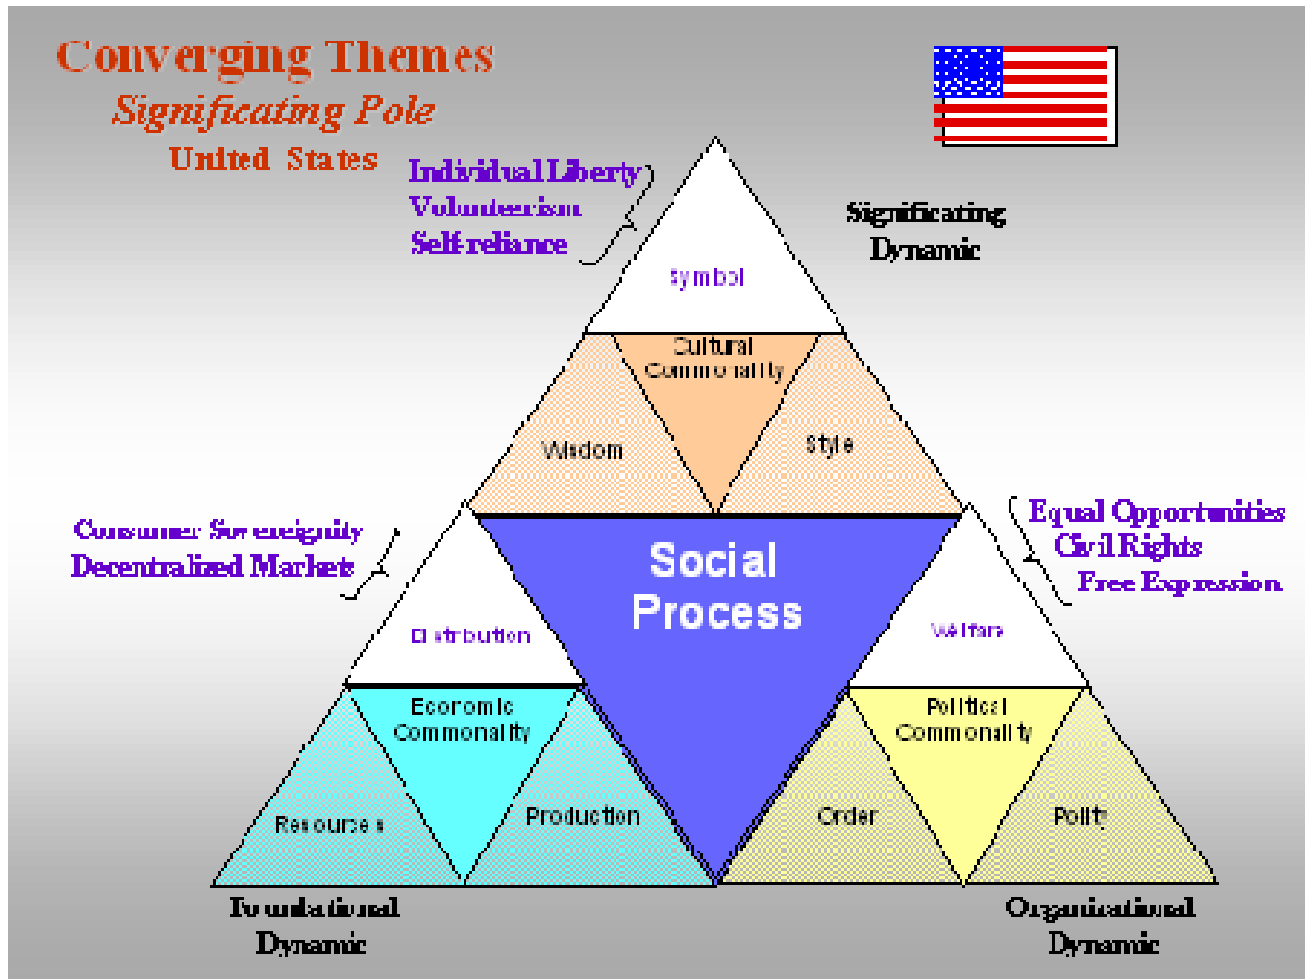 Converging Themes
Significating Pole
United States
Individual Liberty
Volunteerism
Self-reliance
Significating
Dynamic
Symbol
Cultural
Commonality
Wisdom
Style
Consumer Sovereignity
Decentralized Markets
Equal Opportunities
Civil Rights
Free Expression
Social
Process
Distribution
Welfare
Economic
Commonality
Political
Commonality
Resources
Production
Order
Polity
Foundational
Dynamic
Organizational
Dynamic